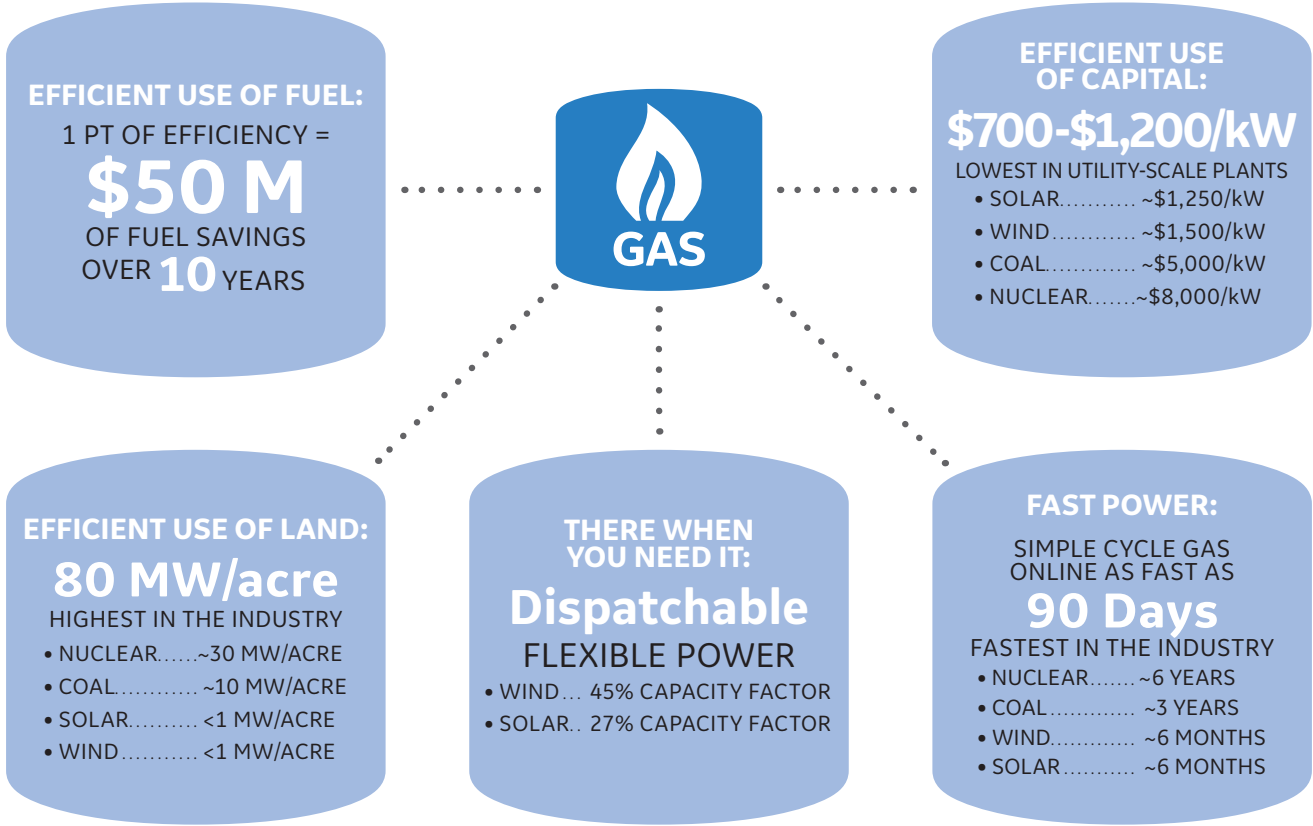 EFFICIENT USE OF FUEL:
1 PT OF EFFICIENCY =
$50 M
OF FUEL SAVINGS
OVER 10 YEARS
GAS
EFFICIENT USE
OF CAPITAL:
$700-$1,200/kW
LOWEST IN UTILITY-SCALE PLANTS
• SOLAR........... ~$1,250/kW
• WIND............ ~$1,500/kW
• COAL............ ~$5,000/kW
• NUCLEAR.......~$8,000/kW
EFFICIENT USE OF LAND:
80 MW/acre
HIGHEST IN THE INDUSTRY
• NUCLEAR......~30 MW/ACRE
• COAL........... ~10 MW/ACRE
• SOLAR.......... <1 MW/ACRE
• WIND........... <1 MW/ACRE
THERE WHEN
YOU NEED IT:
Dispatchable
FLEXIBLE POWER
• WIND... 45% CAPACITY FACTOR
• SOLAR.. 27% CAPACITY FACTOR
FAST POWER:
SIMPLE CYCLE GAS
ONLINE AS FAST AS
90 Days
FASTEST IN THE INDUSTRY
• NUCLEAR....... ~6 YEARS
• COAL............. ~3 YEARS
• WIND............. ~6 MONTHS
• SOLAR........... ~6 MONTHS